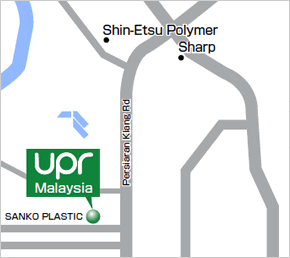 Shin-Etsu Polymer
Sharp
Persiaran Klang Rd
upr
Malaysia
SANKO PLASTIC